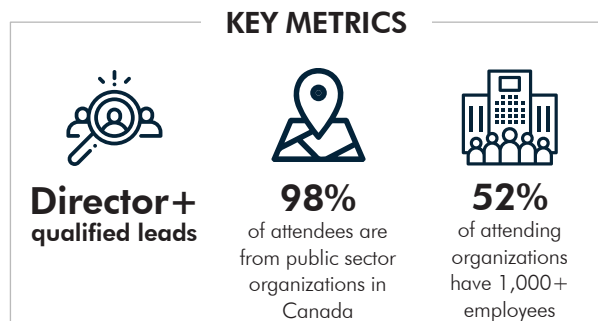 KEY METRICS
Director+
qualified leads
98%
of attendees are
from public sector
organizations in
Canada
52%
of attending
organizations
have 1,000+
employees